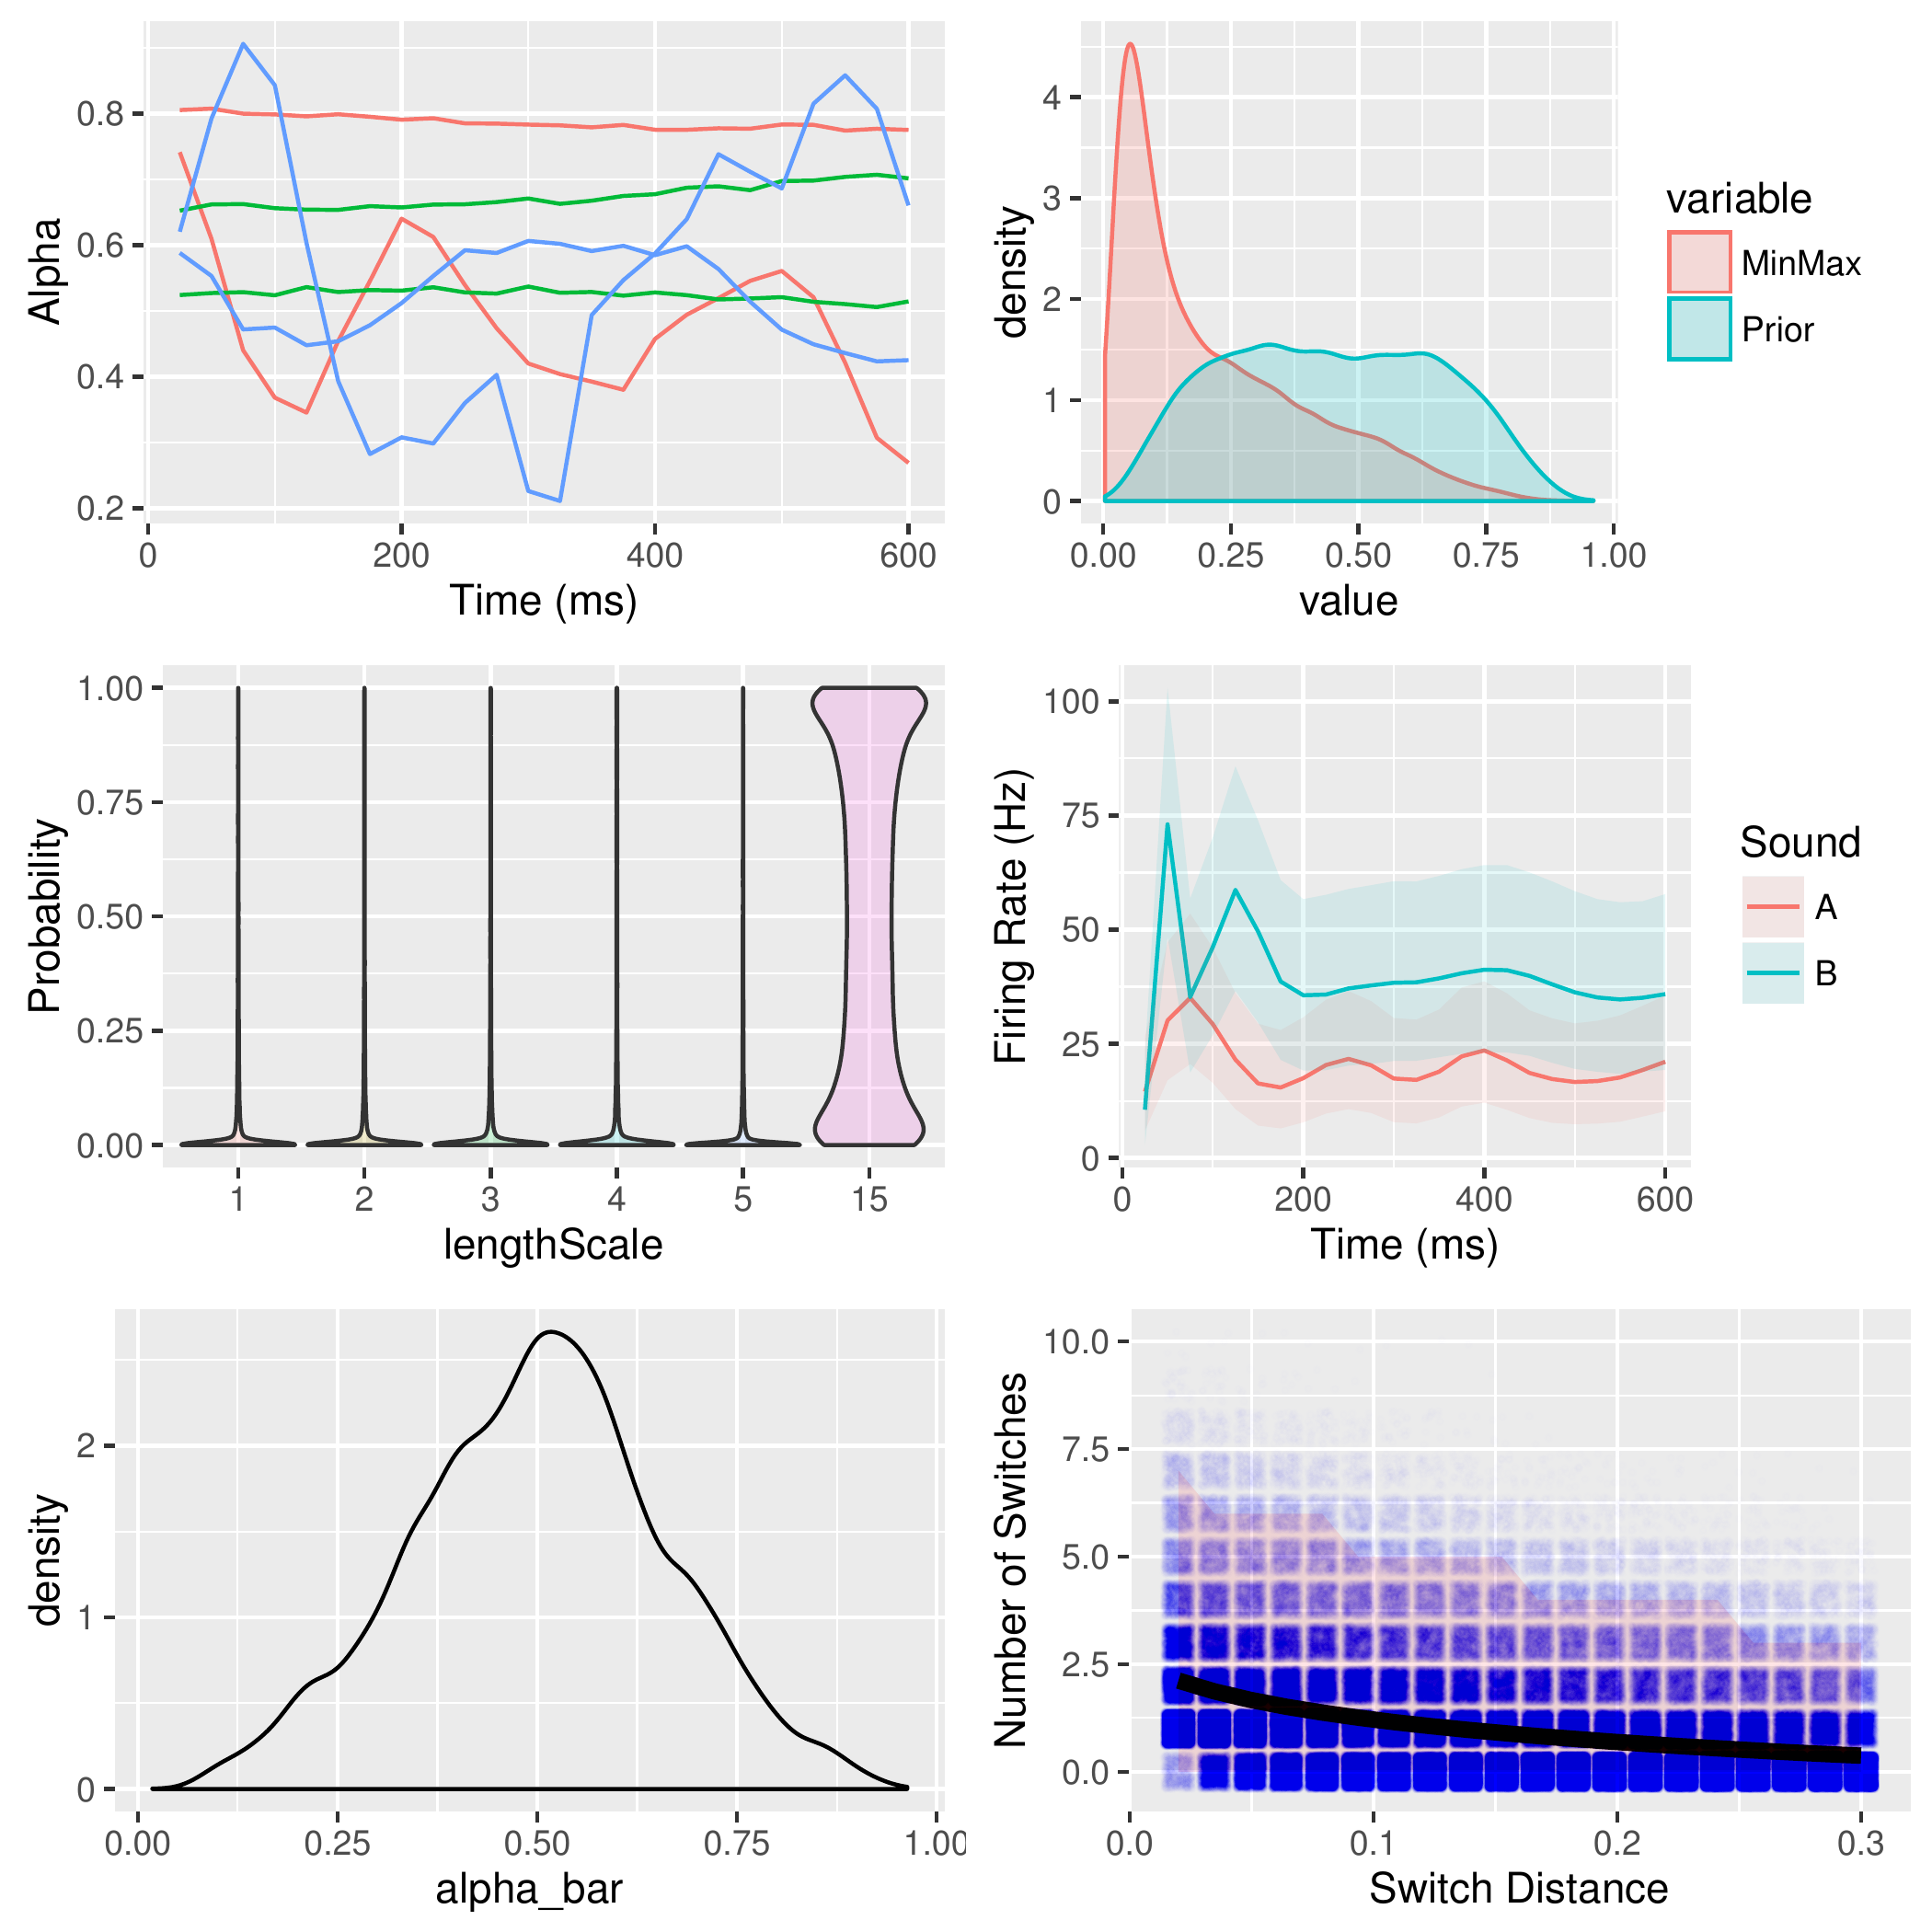 Alpha
0.8
0.6
0.4
0.2
0 200 400 600
Time (ms)
density
4
3
2
1
0
0.00 0.25 0.50 0.75 1.00
value
variable
MinMax
Prior
Probability
1.00
0.75
0.50
0.25
0.00
1 2 3 4 5 15
lengthScale
Firing Rate (Hz)
100
75
50
25
0
0 200 400 600
Time (ms)
Sound
A
B
density
2
1
0
0.00 0.25 0.50 0.75 1.00
alpha_bar
Number of Switches
10.0
7.5
5.0
2.5
0.0
0.0 0.1 0.2 0.3
Switch Distance